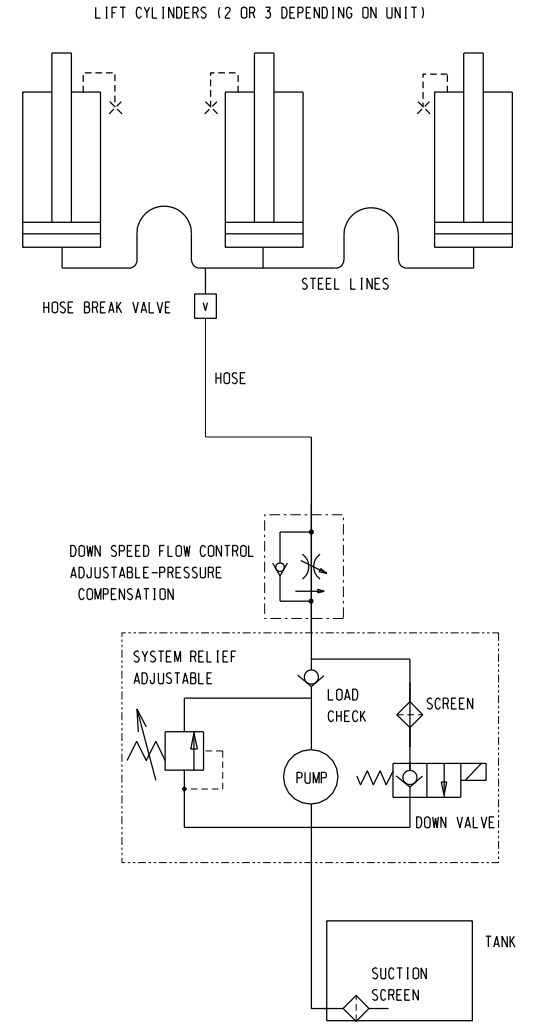 LIFT CYLINDERS (2 OR 3 DEPENDING ON UNIT)
STEEL LINES
HOSE BREAK VALVE
V
HOSE
DOWN SPEED FLOW CONTROL
ADJUSTABLE-PRESSURE
COMPENSATION
SYSTEM RELIEF
ADJUSTABLE
LOAD
CHECK
SCREEN
PUMP
DOWN VALVE
TANK
SUCTION
SCREEN